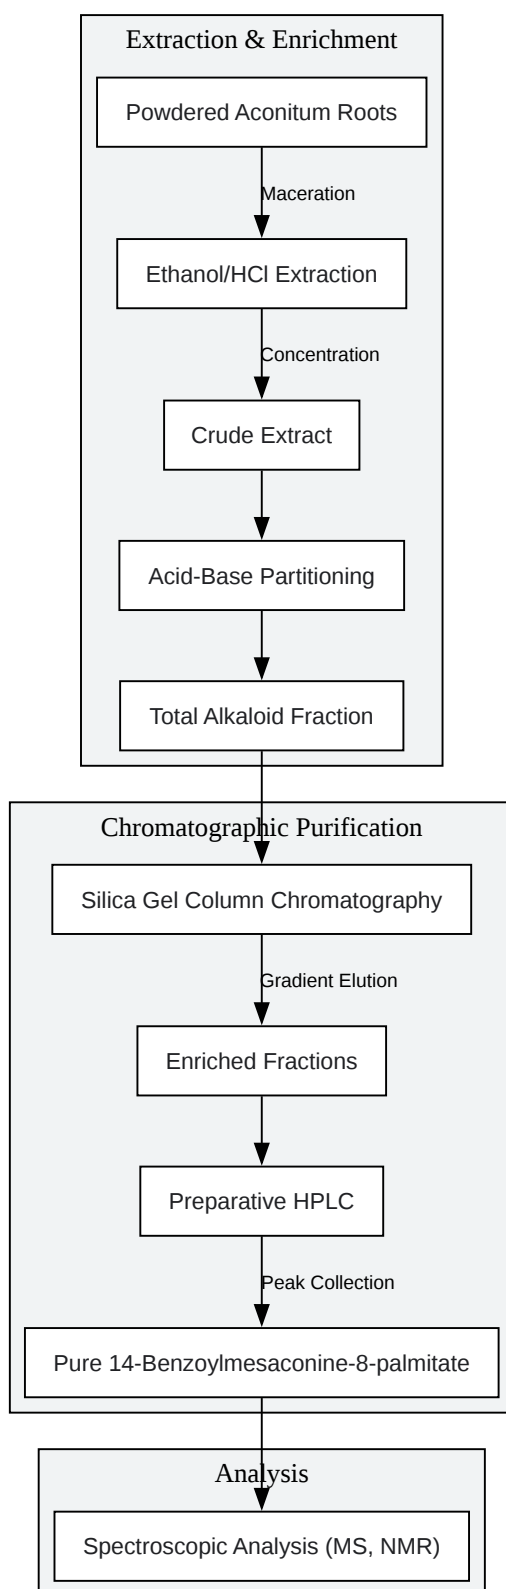 Extraction & Enrichment
Powdered Aconitum Roots
Maceration
Ethanol/HCl Extraction
Concentration
Crude Extract
Acid-Base Partitioning
Total Alkaloid Fraction
Chromatographic Purification
Silica Gel Column Chromatography
Gradient Elution
Enriched Fractions
Preparative HPLC
Peak Collection
Pure 14-Benzoylmesaconine-8-palmitate
Analysis
Spectroscopic Analysis (MS, NMR)